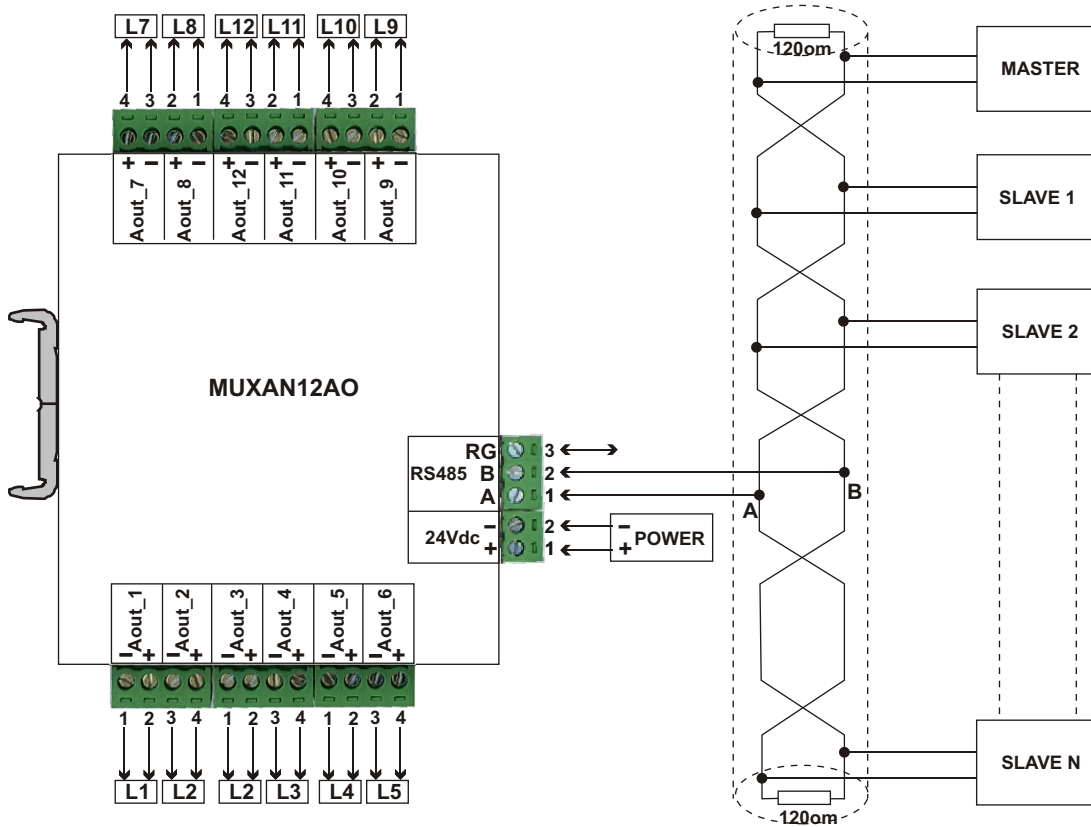 L7 L8 L12 L11 L10 L9
4 3 2 1 4 3 2 1 4 3 2 1
+ − + − + − + − + − + −
Aout_7 Aout_8 Aout_12 Aout_11 Aout_10 Aout_9
MUXAN12AO
RS485
RG 3
B 2
A 1
24Vdc
− 2 −
+ 1 +
POWER
Aout_1 Aout_2 Aout_3 Aout_4 Aout_5 Aout_6
− + − + − + − + − + − +
1 2 3 4 1 2 3 4 1 2 3 4
L1 L2 L2 L3 L4 L5
120om
MASTER
SLAVE 1
SLAVE 2
A B
SLAVE N
120om